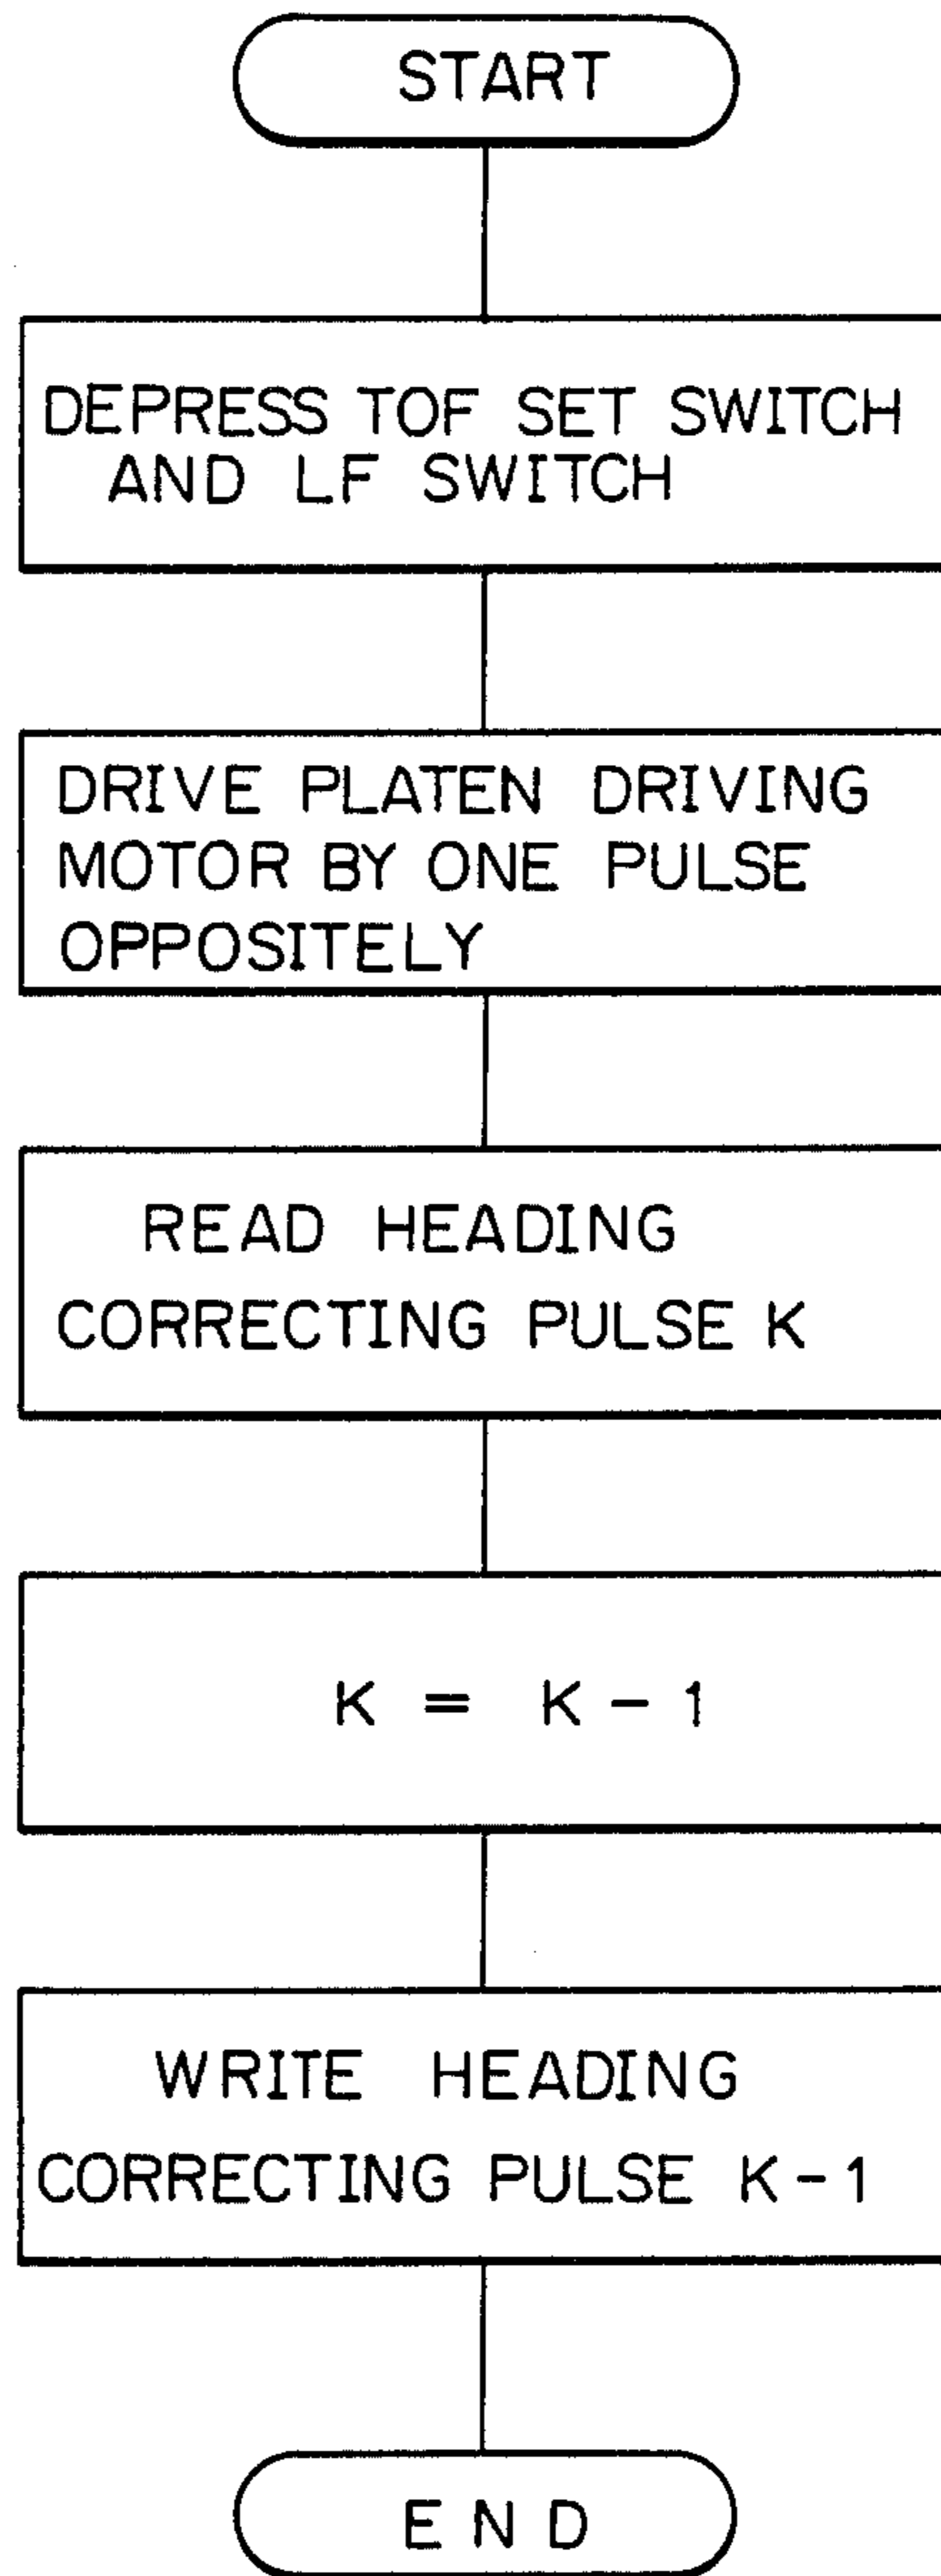 START
DEPRESS TOF SET SWITCH
AND LF SWITCH
DRIVE PLATEN DRIVING
MOTOR BY ONE PULSE
OPPOSITELY
READ HEADING
CORRECTING PULSE K
K = K - 1
WRITE HEADING
CORRECTING PULSE K - 1
END